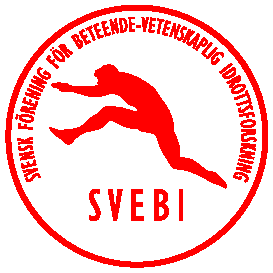 SVENSK FÖRENING FÖR BETEENDE-VETENSKAPLIG IDROTTSFORSKNING
SVEBI